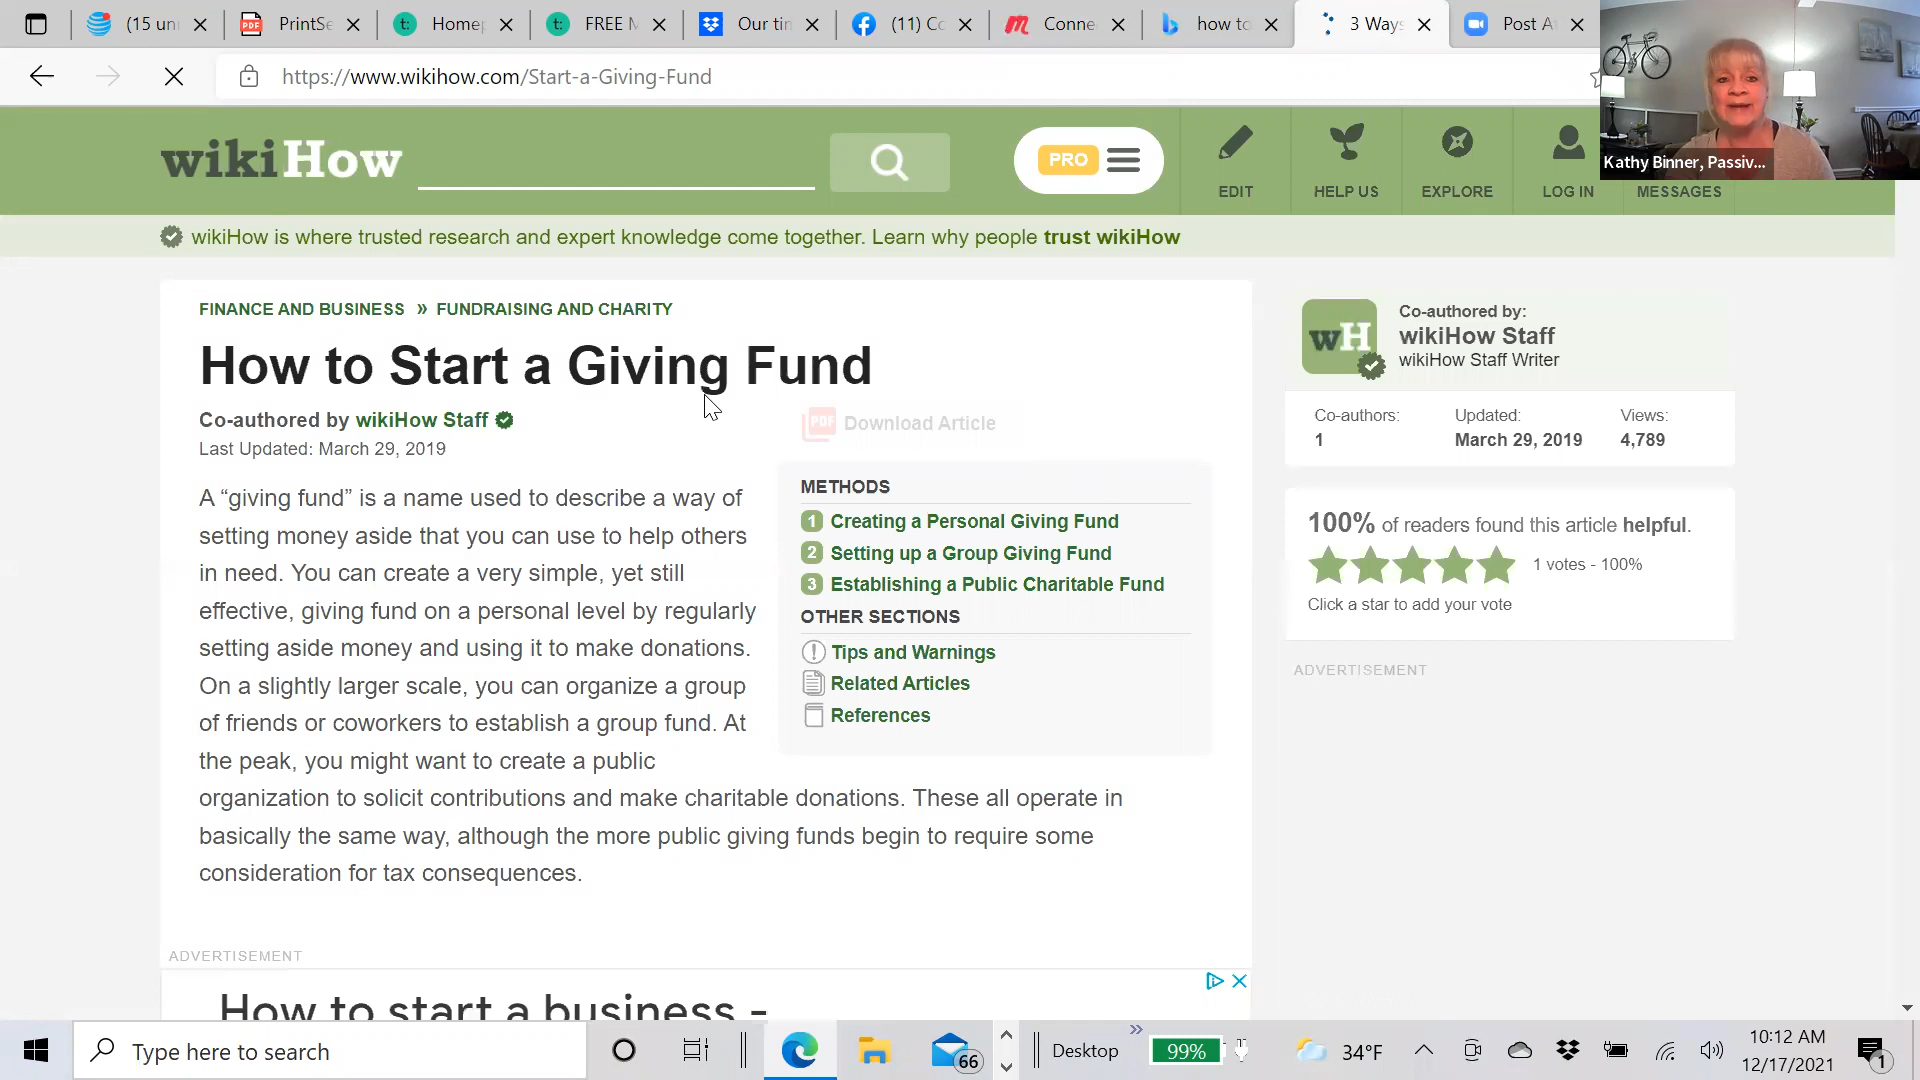 (15 un
PrintSe
Home
FREE M
Our tim
(11) Co
Conne
how to
3 Ways
Post A
https://www.wikihow.com/Start-a-Giving-Fund
Kathy Binner, Passiv...
wikiHow
PRO
EDIT
HELP US
EXPLORE
LOG IN
MESSAGES
wikiHow is where trusted research and expert knowledge come together. Learn why people trust wikiHow
FINANCE AND BUSINESS » FUNDRAISING AND CHARITY
How to Start a Giving Fund
Co-authored by wikiHow Staff
Last Updated: March 29, 2019
PDF Download Article
A “giving fund” is a name used to describe a way of
setting money aside that you can use to help others
in need. You can create a very simple, yet still
effective, giving fund on a personal level by regularly
setting aside money and using it to make donations.
On a slightly larger scale, you can organize a group
of friends or coworkers to establish a group fund. At
the peak, you might want to create a public
organization to solicit contributions and make charitable donations. These all operate in
basically the same way, although the more public giving funds begin to require some
consideration for tax consequences.
METHODS
1 Creating a Personal Giving Fund
2 Setting up a Group Giving Fund
3 Establishing a Public Charitable Fund
OTHER SECTIONS
Tips and Warnings
Related Articles
References
wH
Co-authored by:
wikiHow Staff
wikiHow Staff Writer
Co-authors:
1
Updated:
March 29, 2019
Views:
4,789
100% of readers found this article helpful.
1 votes - 100%
Click a star to add your vote
ADVERTISEMENT
ADVERTISEMENT
How to start a business -
Type here to search
66
Desktop
99%
34°F
10:12 AM
12/17/2021
1